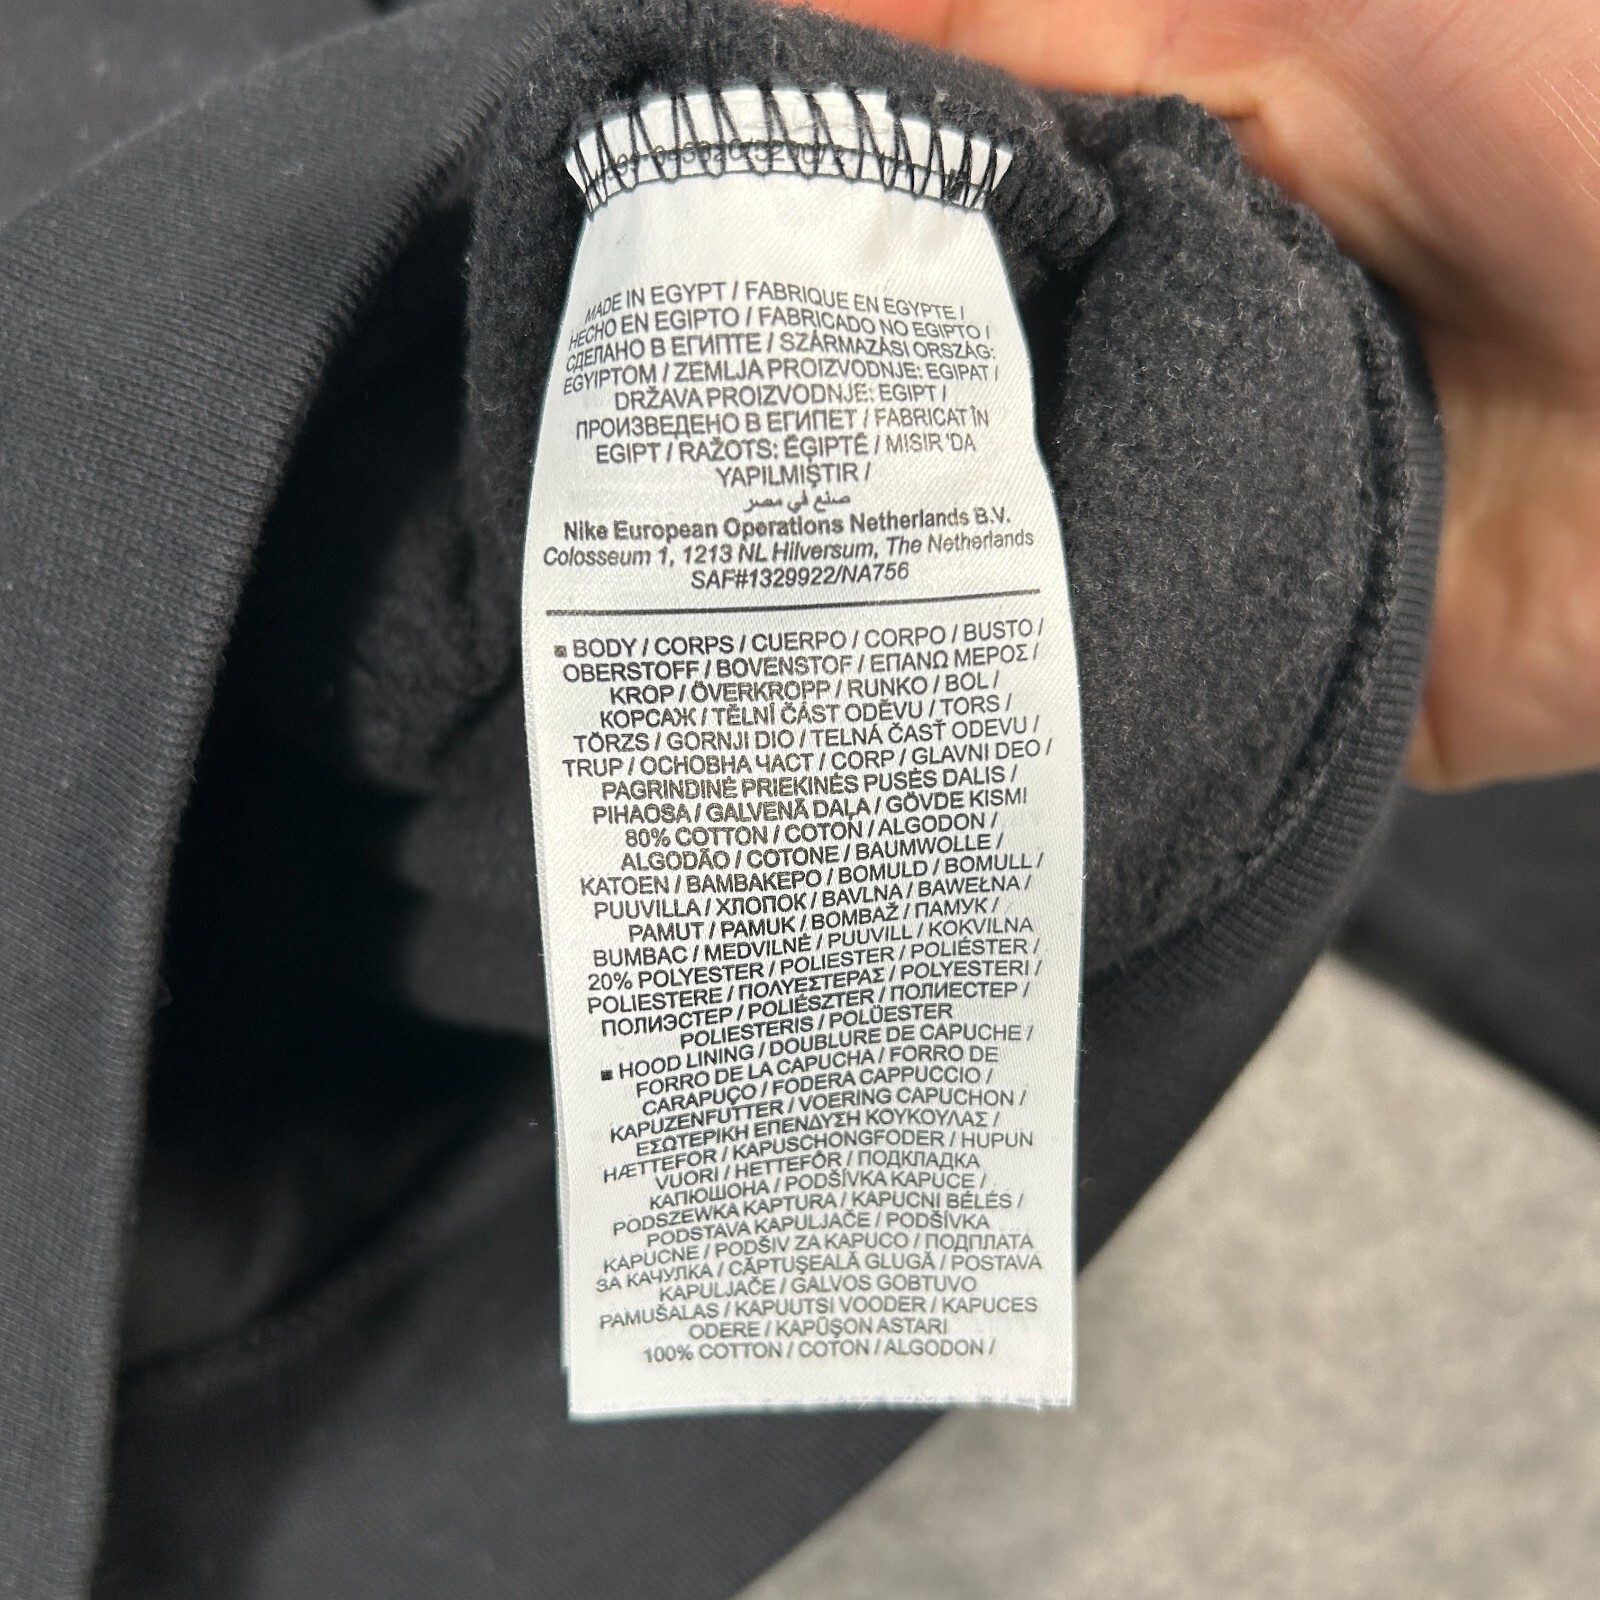 MADE IN EGYPT / FABRIQUE EN EGYPTE /
HECHO EN EGIPTO / FABRICADO NO EGIPTO /
СДЕЛАНО В ЕГИПТЕ / SZÁRMAZÁSI ORSZÁG:
EGYIPTOM / ZEMLJA PROIZVODNJE: EGIPAT /
DRŽAVA PROIZVODNJE: EGIPT /
ПРОИЗВЕДЕНО В ЕГИПЕТ / FABRICAT ÎN
EGIPT / RAŽOTS: ĒĢIPTĒ / MISIR 'DA
YAPILMIŞTIR /
صنع في مصر
Nike European Operations Netherlands B.V.
Colosseum 1, 1213 NL Hilversum, The Netherlands
SAF#1329922/NA756
BODY / CORPS / CUERPO / CORPO / BUSTO /
OBERSTOFF / BOVENSTOF / ΕΠΑΝΩ ΜΕΡΟΣ /
KROP / ÖVERKROPP / RUNKO / BOL /
КОРСАЖ / TĚLNÍ ČÁST ODĚVU / TORS /
TÖRZS / GORNJI DIO / TELNÁ ČASŤ ODEVU /
TRUP / ОСНОВНА ЧАСТ / CORP / GLAVNI DEO /
PAGRINDINĖ PRIEKINĖS PUSĖS DALIS /
PIHAOSA / GALVENĀ DAĻA / GÖVDE KISMI
80% COTTON / COTON / ALGODON /
ALGODÃO / COTONE / BAUMWOLLE /
KATOEN / ΒΑΜΒΑΚΕΡΟ / BOMULD / BOMULL /
PUUVILLA / ХЛОПОК / BAVLNA / BAWEŁNA /
PAMUT / PAMUK / BOMBAŽ / ПАМУК /
BUMBAC / MEDVILNĖ / PUUVILL / KOKVILNA
20% POLYESTER / POLIESTER / POLIÉSTER /
POLIESTERE / ΠΟΛΥΕΣΤΕΡΑΣ / POLYESTERI /
ПОЛИЭСТЕР / POLIÉSZTER / ПОЛИЕСТЕР /
POLIESTERIS / POLÜESTER
HOOD LINING / DOUBLURE DE CAPUCHE /
FORRO DE LA CAPUCHA / FORRO DE
CARAPUÇO / FODERA CAPPUCCIO /
KAPUZENFUTTER / VOERING CAPUCHON /
ΕΣΩΤΕΡΙΚΗ ΕΠΕΝΔΥΣΗ ΚΟΥΚΟΥΛΑΣ /
HÆTTEFOR / KAPUSCHONGFODER / HUPUN
VUORI / HETTEFÔR / ПОДКЛАДКА
КАПЮШОНА / PODŠÍVKA KAPUCE /
PODSZEWKA KAPTURA / KAPUCNI BÉLÉS /
PODSTAVA KAPULJAČE / PODŠÍVKA
KAPUCNE / PODŠIV ZA KAPUCO / ПОДПЛАТА
ЗА КАЧУЛКА / CĂPTUȘEALĂ GLUGĂ / POSTAVA
KAPULJAČE / GALVOS GOBTUVO
PAMUŠALAS / KAPUUTSI VOODER / KAPUCES
ODERE / KAPÜŞON ASTARI
100% COTTON / COTON / ALGODON /